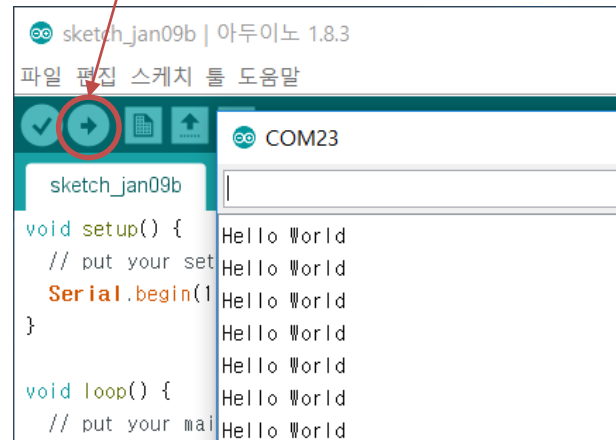 sketch_jan09b | 아두이노 1.8.3
파일 편집 스케치 툴 도움말
COM23
sketch_jan09b
void setup() {
// put your set
Serial.begin(1
}
void loop() {
// put your mai
Hello World
Hello World
Hello World
Hello World
Hello World
Hello World
Hello World